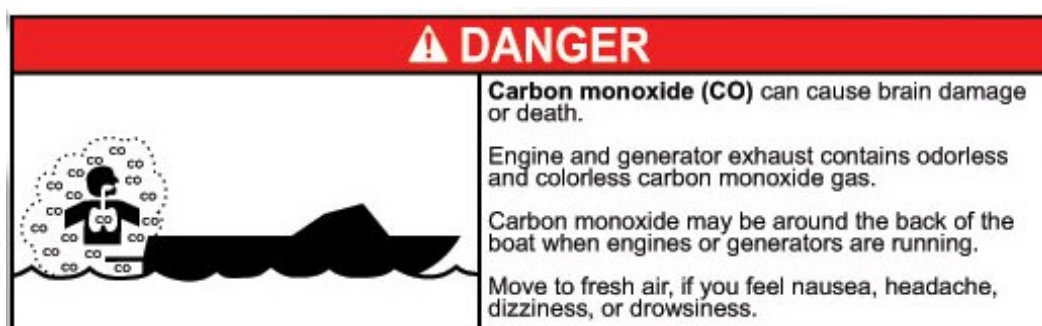 DANGER
CO CO CO CO CO CO CO CO CO CO CO CO CO CO CO CO CO CO
Carbon monoxide (CO) can cause brain damage
or death.
Engine and generator exhaust contains odorless
and colorless carbon monoxide gas.
Carbon monoxide may be around the back of the
boat when engines or generators are running.
Move to fresh air, if you feel nausea, headache,
dizziness, or drowsiness.